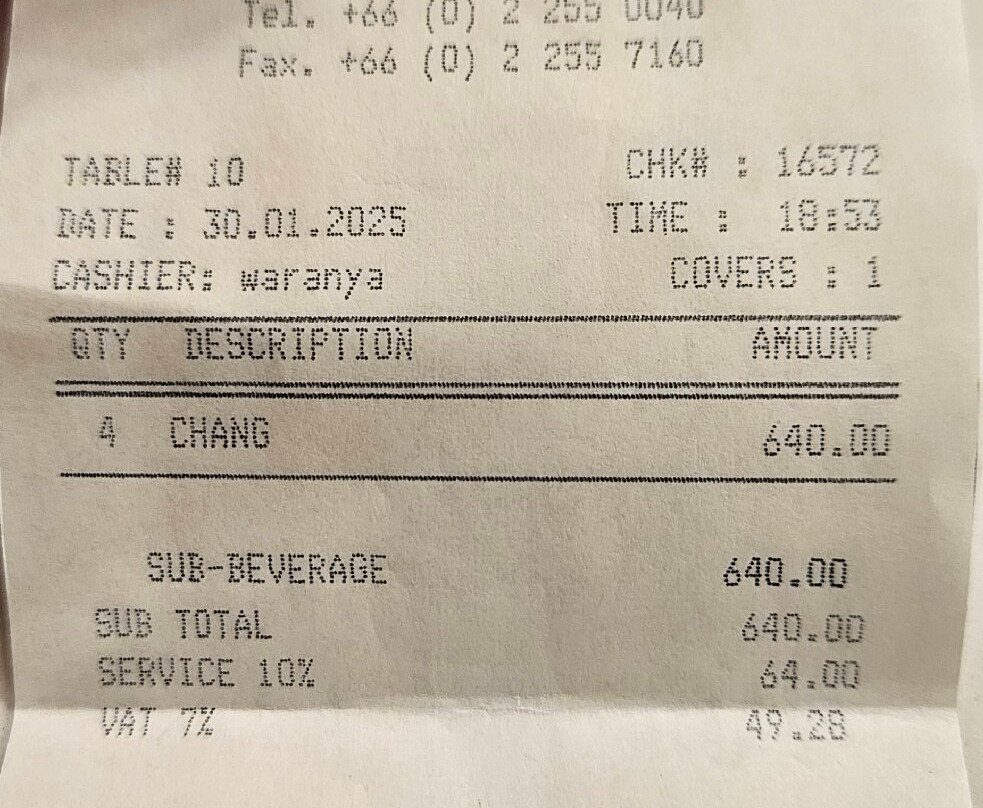 Tel. +66 (0) 2 255 0040
Fax. +66 (0) 2 255 7160
TABLE# 10 CHK# : 16572
DATE : 30.01.2025 TIME : 18:53
CASHIER: waranya COVERS : 1
QTY DESCRIPTION AMOUNT
4 CHANG 640.00
SUB-BEVERAGE 640.00
SUB TOTAL 640.00
SERVICE 10% 64.00
VAT 7% 49.28